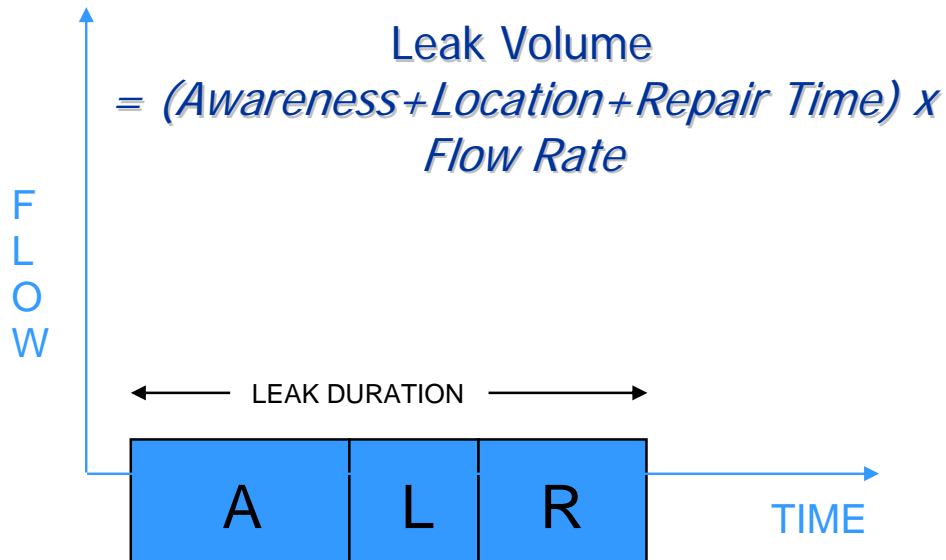 Leak Volume
= (Awareness+Location+Repair Time) x
Flow Rate
F
L
O
W
LEAK DURATION
A L R
TIME